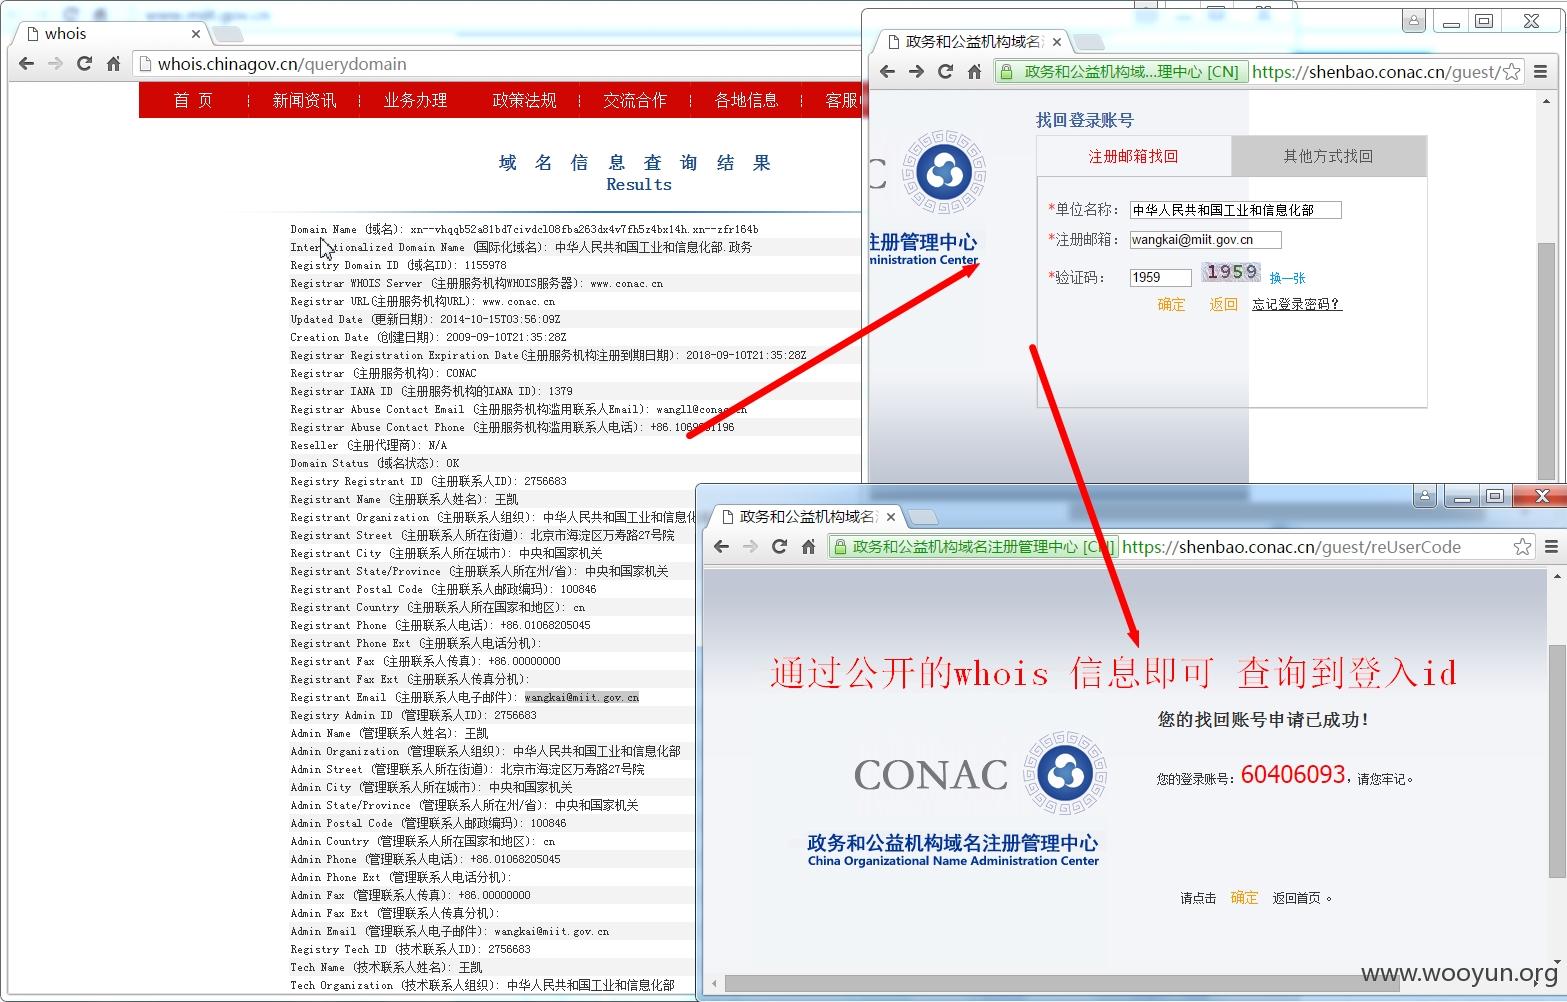 whois
whois.chinagov.cn/querydomain
首 页 新闻资讯 业务办理 政策法规 交流合作 各地信息 客服
域 名 信 息 查 询 结 果
Results
Domain Name (域名): xn--vhqqb52a81bd7civdcl08fba263dx4v7fh5z4bx14h.xn--zfr164b
Internationalized Domain Name (国际化域名): 中华人民共和国工业和信息化部.政务
Registry Domain ID (域名ID): 1155978
Registrar WHOIS Server (注册服务机构WHOIS服务器): www.conac.cn
Registrar URL(注册服务机构URL): www.conac.cn
Updated Date (更新日期): 2014-10-15T03:56:09Z
Creation Date (创建日期): 2009-09-10T21:35:28Z
Registrar Registration Expiration Date(注册服务机构注册到期日期): 2018-09-10T21:35:28Z
Registrar (注册服务机构): CONAC
Registrar IANA ID (注册服务机构的IANA ID): 1379
Registrar Abuse Contact Email (注册服务机构滥用联系人Email): wangll@conac.cn
Registrar Abuse Contact Phone (注册服务机构滥用联系人电话):
Reseller (注册代理商): N/A
Domain Status (域名状态): OK
Registry Registrant ID (注册联系人ID): 2756683
Registrant Name (注册联系人姓名): 王凯
Registrant Organization (注册联系人组织): 中华人民共和国工业和信息化
Registrant Street (注册联系人所在街道): 北京市海淀区万寿路27号院
Registrant City (注册联系人所在城市): 中央和国家机关
Registrant State/Province (注册联系人所在州/省): 中央和国家机关
Registrant Postal Code (注册联系人邮政编玛): 100846
Registrant Country (注册联系人所在国家和地区): cn
Registrant Phone (注册联系人电话): +86.01068205045
Registrant Phone Ext (注册联系人电话分机):
Registrant Fax (注册联系人传真): +86.00000000
Registrant Fax Ext (注册联系人传真分机):
Registrant Email (注册联系人电子邮件): wangkai@miit.gov.cn
Registry Admin ID (管理联系人ID): 2756683
Admin Name (管理联系人姓名): 王凯
Admin Organization (管理联系人组织): 中华人民共和国工业和信息化部
Admin Street (管理联系人所在街道): 北京市海淀区万寿路27号院
Admin City (管理联系人所在城市): 中央和国家机关
Admin State/Province (管理联系人所在州/省): 中央和国家机关
Admin Postal Code (管理联系人邮政编码): 100846
Admin Country (管理联系人所在国家和地区): cn
Admin Phone (管理联系人电话): +86.01068205045
Admin Phone Ext (管理联系人电话分机):
Admin Fax (管理联系人传真): +86.00000000
Admin Fax Ext (管理联系人传真分机):
Admin Email (管理联系人电子邮件): wangkai@miit.gov.cn
Registry Tech ID (技术联系人ID): 2756683
Tech Name (技术联系人姓名): 王凯
Tech Organization (技术联系人组织): 中华人民共和国工业和信息化部
政务和公益机构域名
政务和公益机构域...理中心 [CN] https://shenbao.conac.cn/guest/
找回登录账号
注册邮箱找回 其他方式找回
*单位名称: 中华人民共和国工业和信息化部
*注册邮箱: wangkai@miit.gov.cn
*验证码: 1959 1959 换一张
确定 返回 忘记登录密码?
注册管理中心
ministration Center
政务和公益机构域名
政务和公益机构域名注册管理中心 [CN] https://shenbao.conac.cn/guest/reUserCode
通过公开的whois 信息即可 查询到登入id
您的找回账号申请已成功!
CONAC
您的登录账号: 60406093, 请您牢记。
政务和公益机构域名注册管理中心
China Organizational Name Administration Center
请点击 确定 返回首页 。
www.wooyun.org